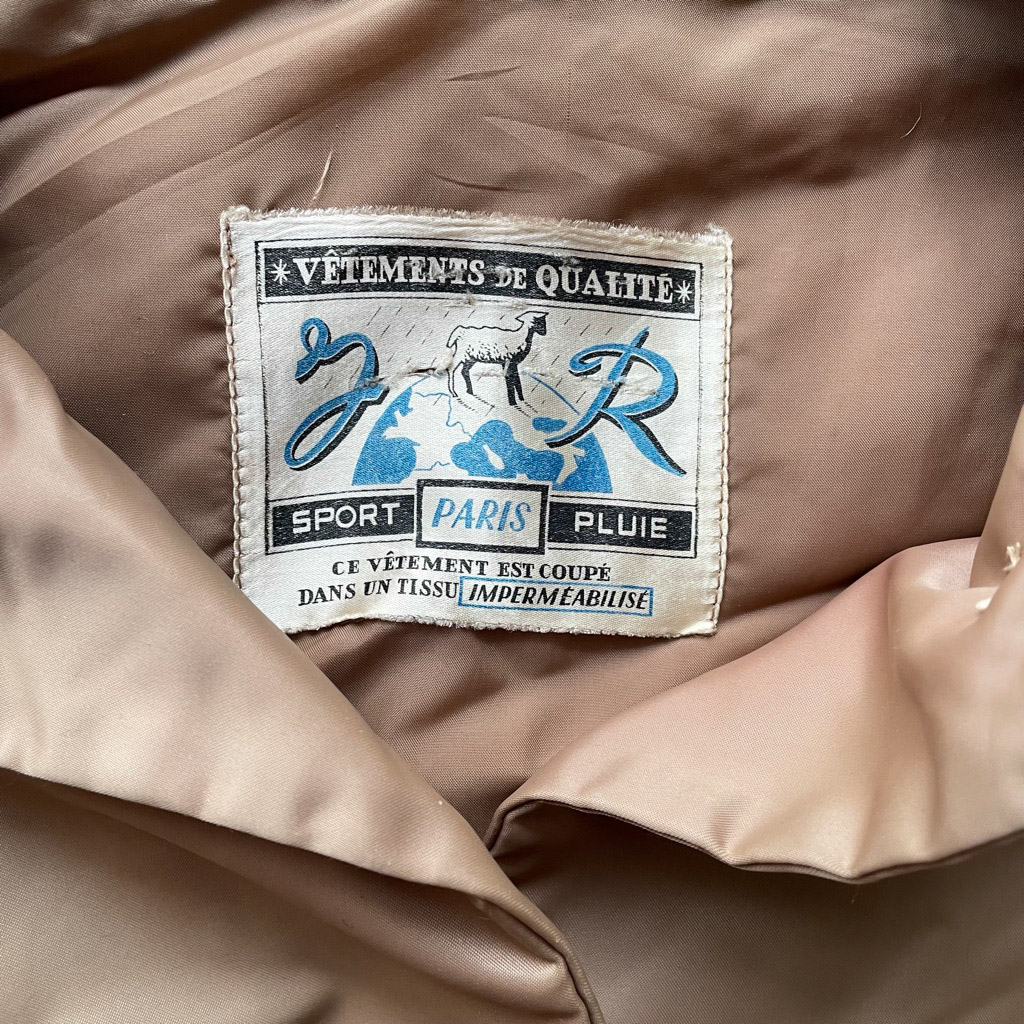 *VÊTEMENTS DE QUALITÉ*
J R
SPORT PARIS PLUIE
CE VÊTEMENT EST COUPÉ
DANS UN TISSU IMPERMÉABILISÉ